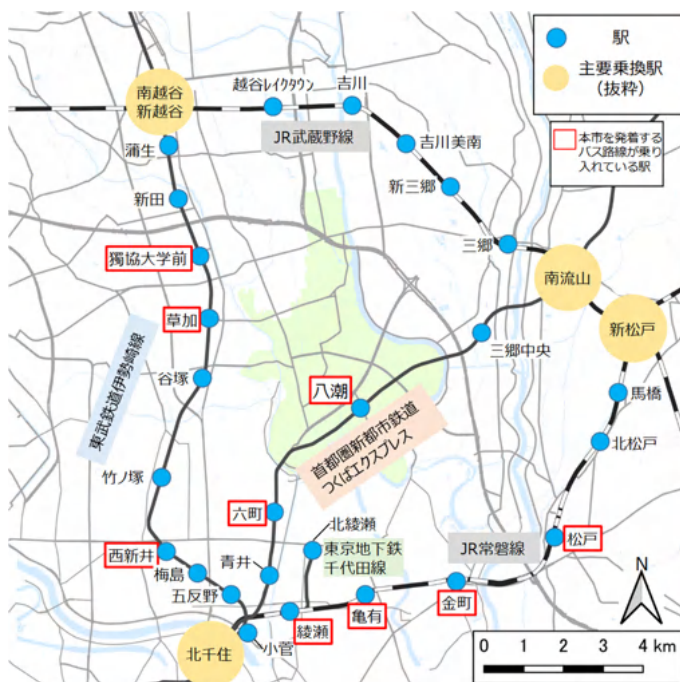 駅
主要乗換駅
(抜粋)
本市を発着する
バス路線が乗り
入れている駅
南越谷
新越谷
越谷レイクタウン
吉川
JR武蔵野線
蒲生
吉川美南
新田
新三郷
獨協大学前
三郷
南流山
草加
新松戸
三郷中央
東武鉄道伊勢崎線
谷塚
八潮
馬橋
首都圏新都市鉄道
つくばエクスプレス
北松戸
竹ノ塚
六町
北綾瀬
西新井
東京地下鉄
千代田線
JR常磐線
松戸
梅島
青井
五反野
金町
亀有
綾瀬
小菅
北千住
N
0 1 2 3 4 km